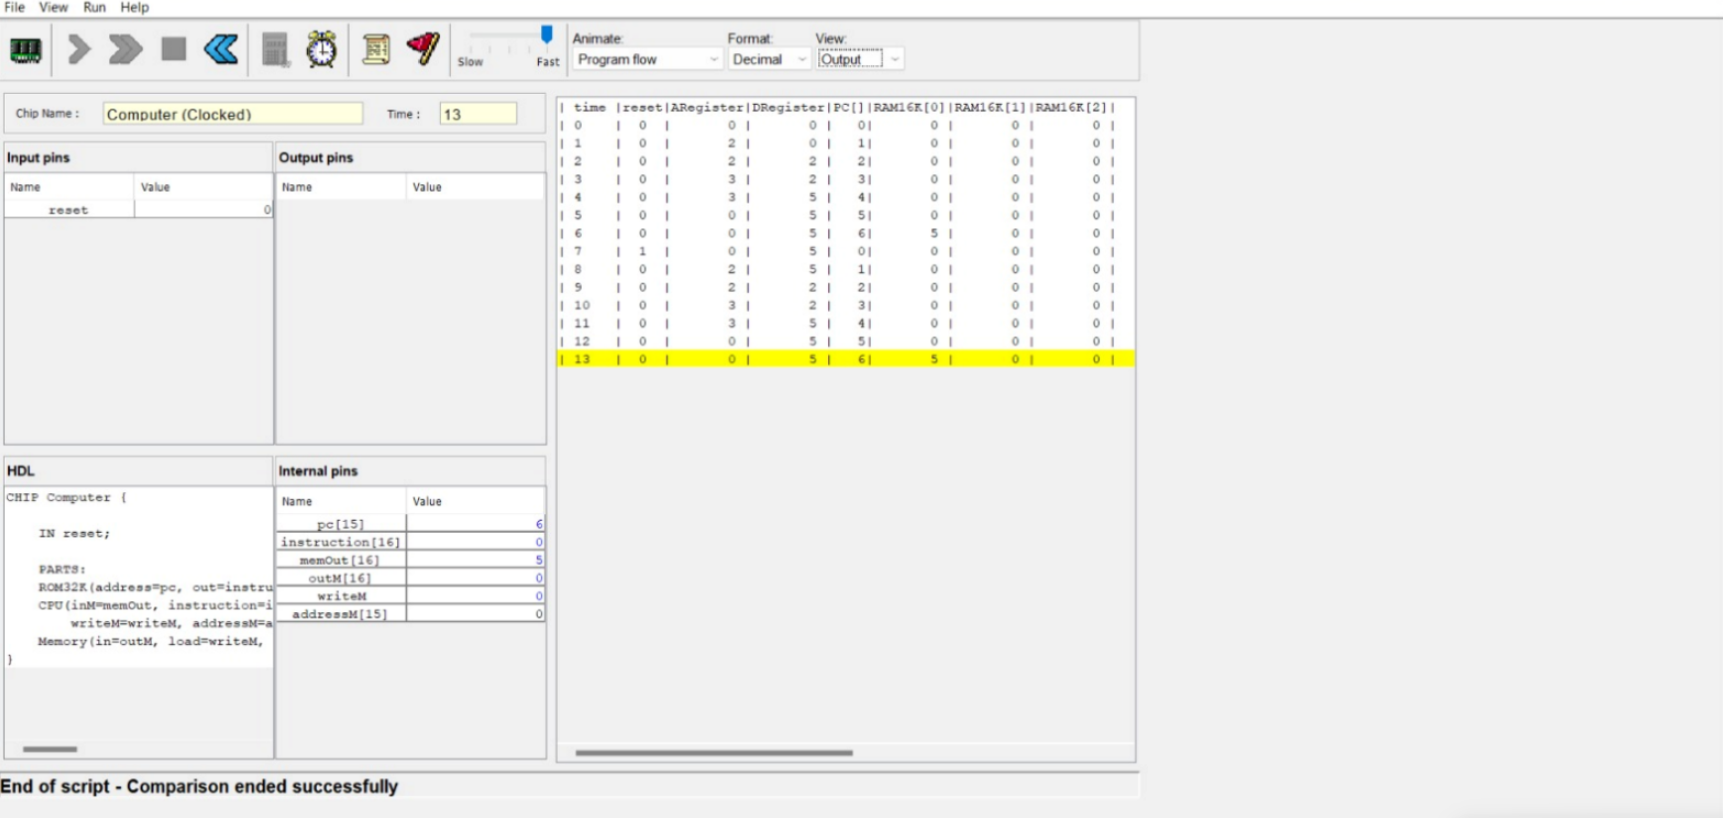 File View Run Help
Animate: Format: View:
Slow Fast Program flow Decimal Output
Chip Name : Computer (Clocked) Time : 13
Input pins Output pins
Name Value Name Value
reset 0
| time |reset|ARegister|DRegister|PC[]|RAM16K[0]|RAM16K[1]|RAM16K[2]|
| 0 | 0 | 0 | 0 | 0| 0 | 0 | 0 |
| 1 | 0 | 2 | 0 | 1| 0 | 0 | 0 |
| 2 | 0 | 2 | 2 | 2| 0 | 0 | 0 |
| 3 | 0 | 3 | 2 | 3| 0 | 0 | 0 |
| 4 | 0 | 3 | 5 | 4| 0 | 0 | 0 |
| 5 | 0 | 0 | 5 | 5| 0 | 0 | 0 |
| 6 | 0 | 0 | 5 | 6| 5 | 0 | 0 |
| 7 | 1 | 0 | 5 | 0| 0 | 0 | 0 |
| 8 | 0 | 2 | 5 | 1| 0 | 0 | 0 |
| 9 | 0 | 2 | 2 | 2| 0 | 0 | 0 |
| 10 | 0 | 3 | 2 | 3| 0 | 0 | 0 |
| 11 | 0 | 3 | 5 | 4| 0 | 0 | 0 |
| 12 | 0 | 0 | 5 | 5| 0 | 0 | 0 |
| 13 | 0 | 0 | 5 | 6| 5 | 0 | 0 |
HDL
CHIP Computer {
IN reset;
PARTS:
ROM32K(address=pc, out=instru
CPU(inM=memOut, instruction=i
writeM=writeM, addressM=a
Memory(in=outM, load=writeM,
}
Internal pins
Name Value
pc[15] 6
instruction[16] 0
memOut[16] 5
outM[16] 0
writeM 0
addressM[15] 0
End of script - Comparison ended successfully